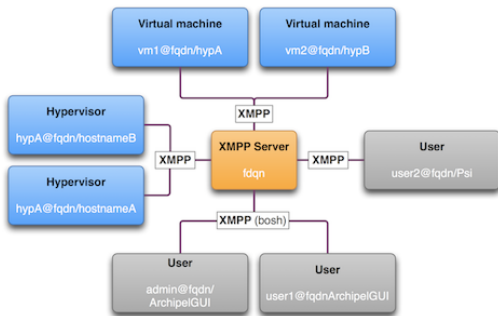 Virtual machine
vm1@fqdn/hypA
Virtual machine
vm2@fqdn/hypB
XMPP
Hypervisor
hypA@fqdn/hostnameB
XMPP
Hypervisor
hypA@fqdn/hostnameA
XMPP Server
fdqn
XMPP
User
user2@fqdn/Psi
XMPP (bosh)
User
admin@fqdn/
ArchipelGUI
User
user1@fqdnArchipelGUI